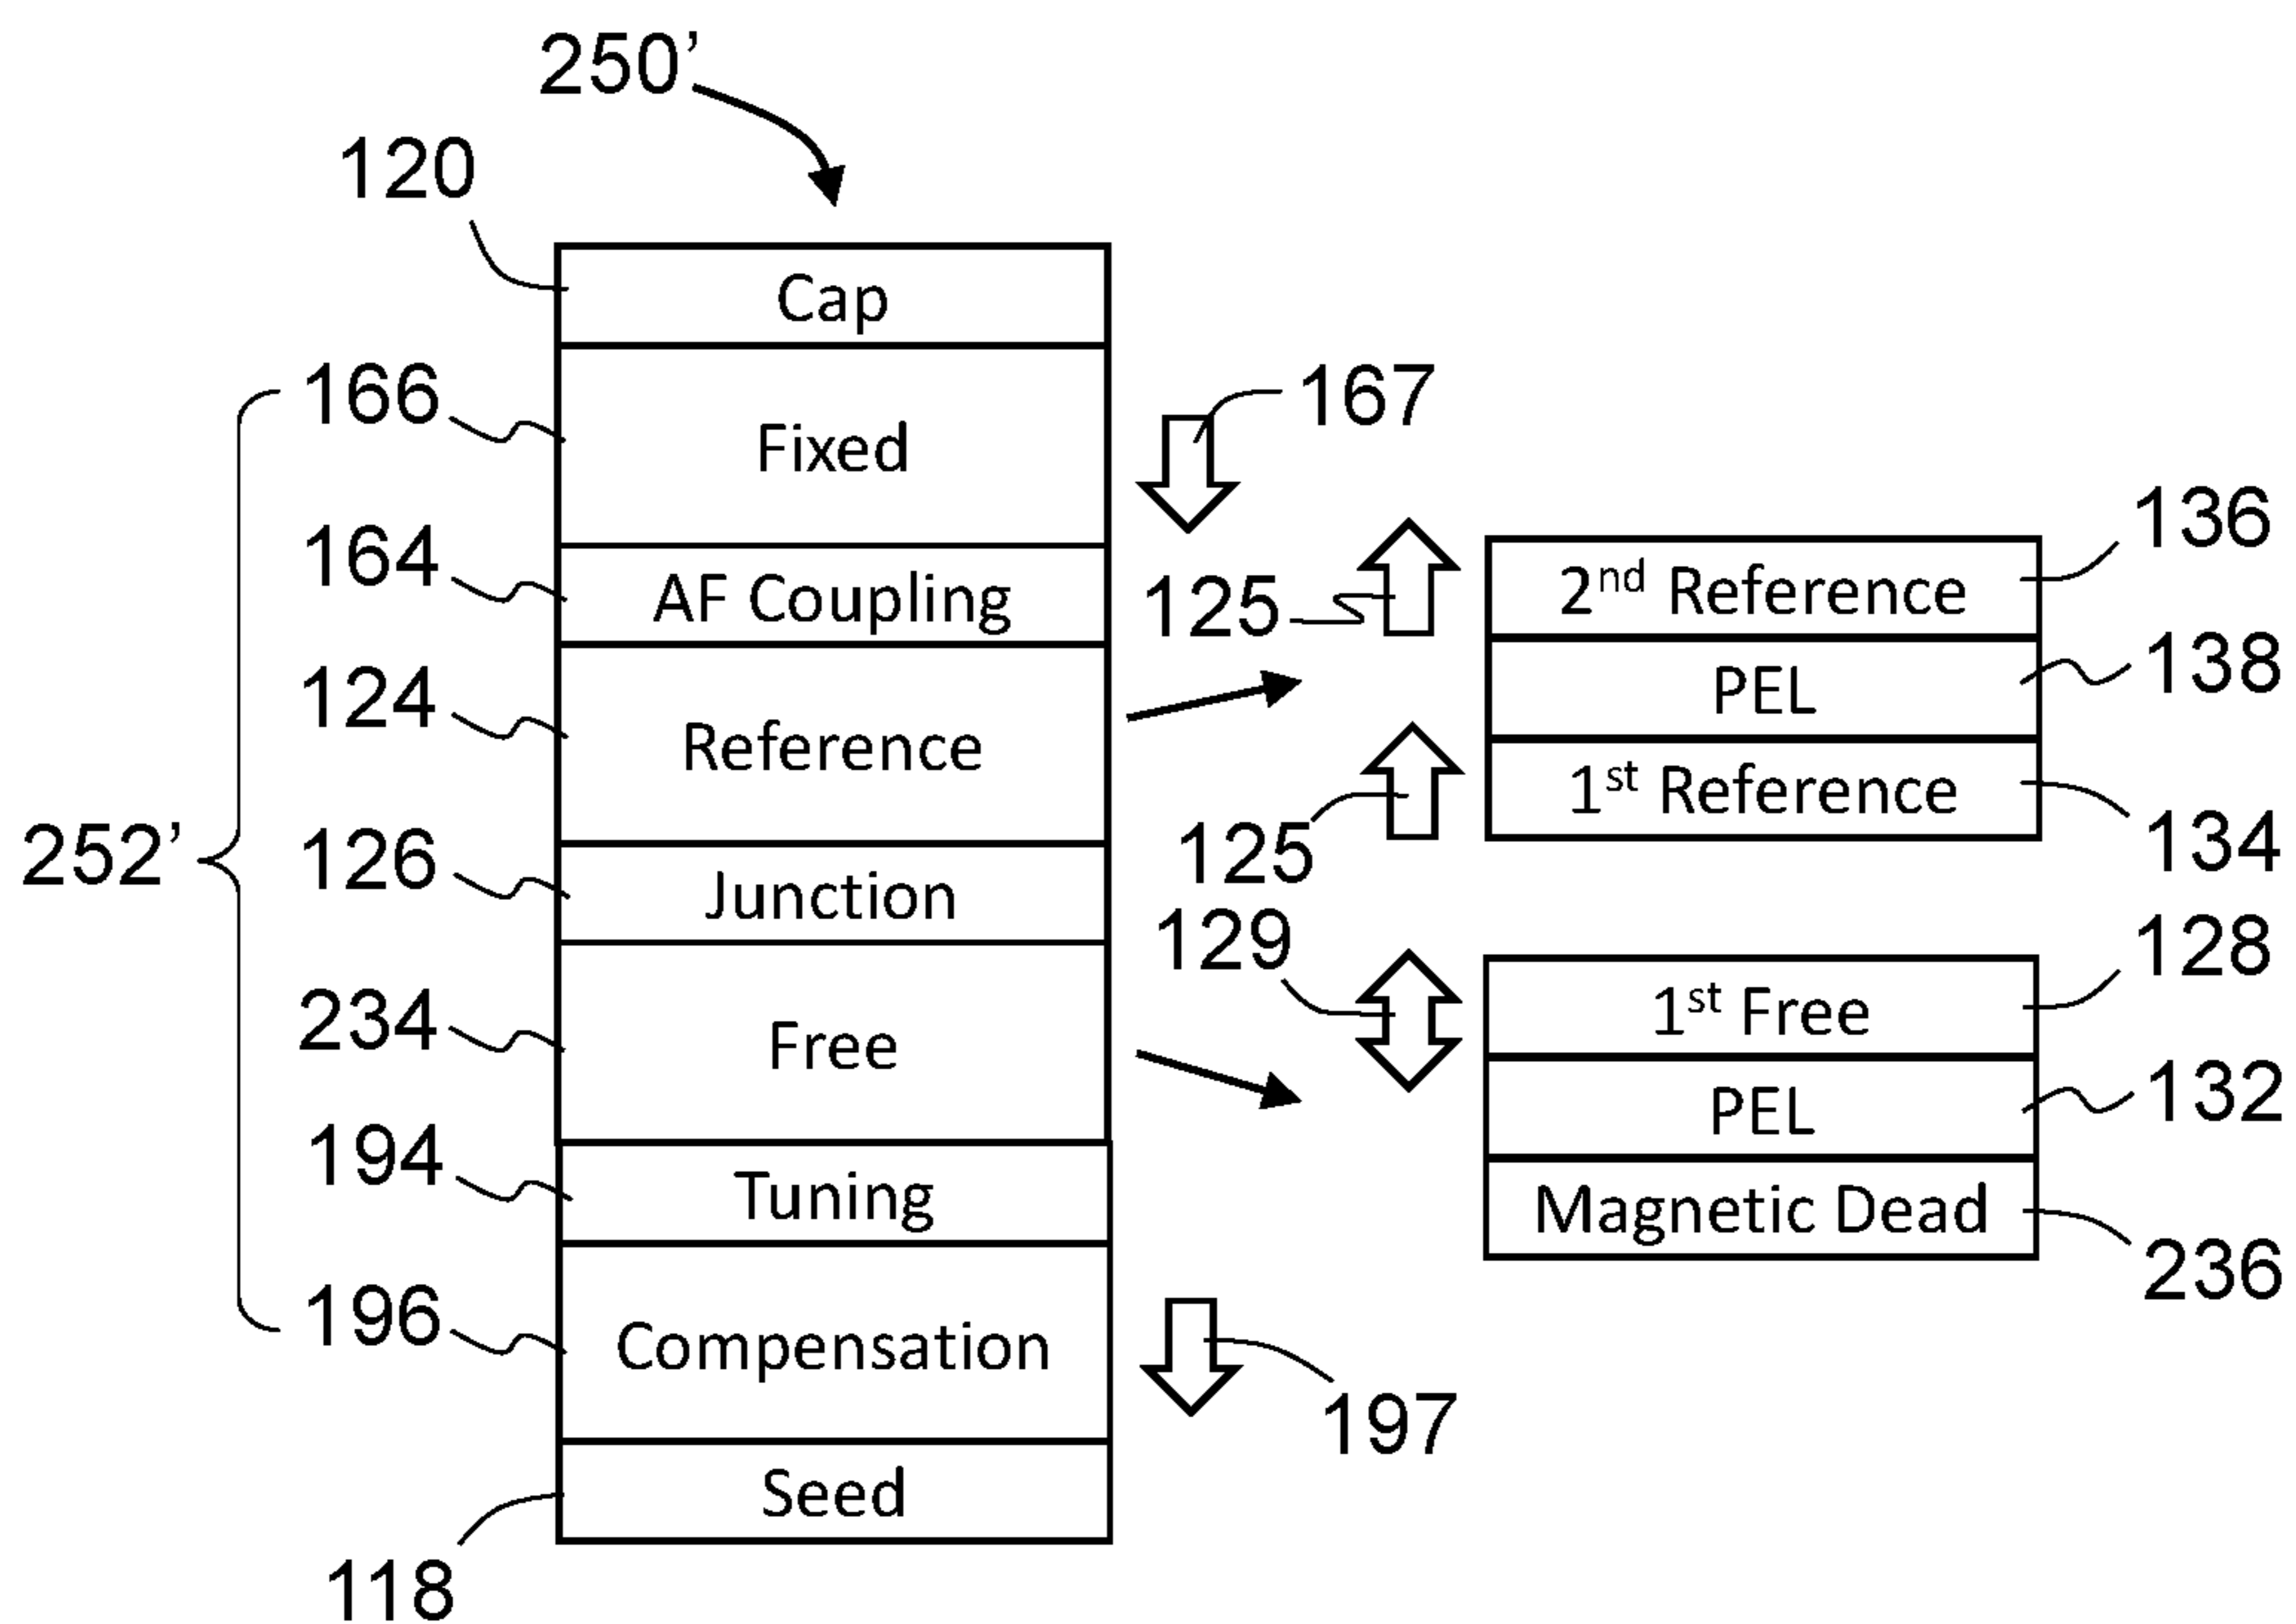 250’
120
Cap
166
Fixed
167
164
AF Coupling
125
2nd Reference
136
124
Reference
PEL
138
125
1st Reference
134
252’
126
Junction
129
1st Free
128
234
Free
PEL
132
194
Tuning
Magnetic Dead
236
196
Compensation
197
Seed
118